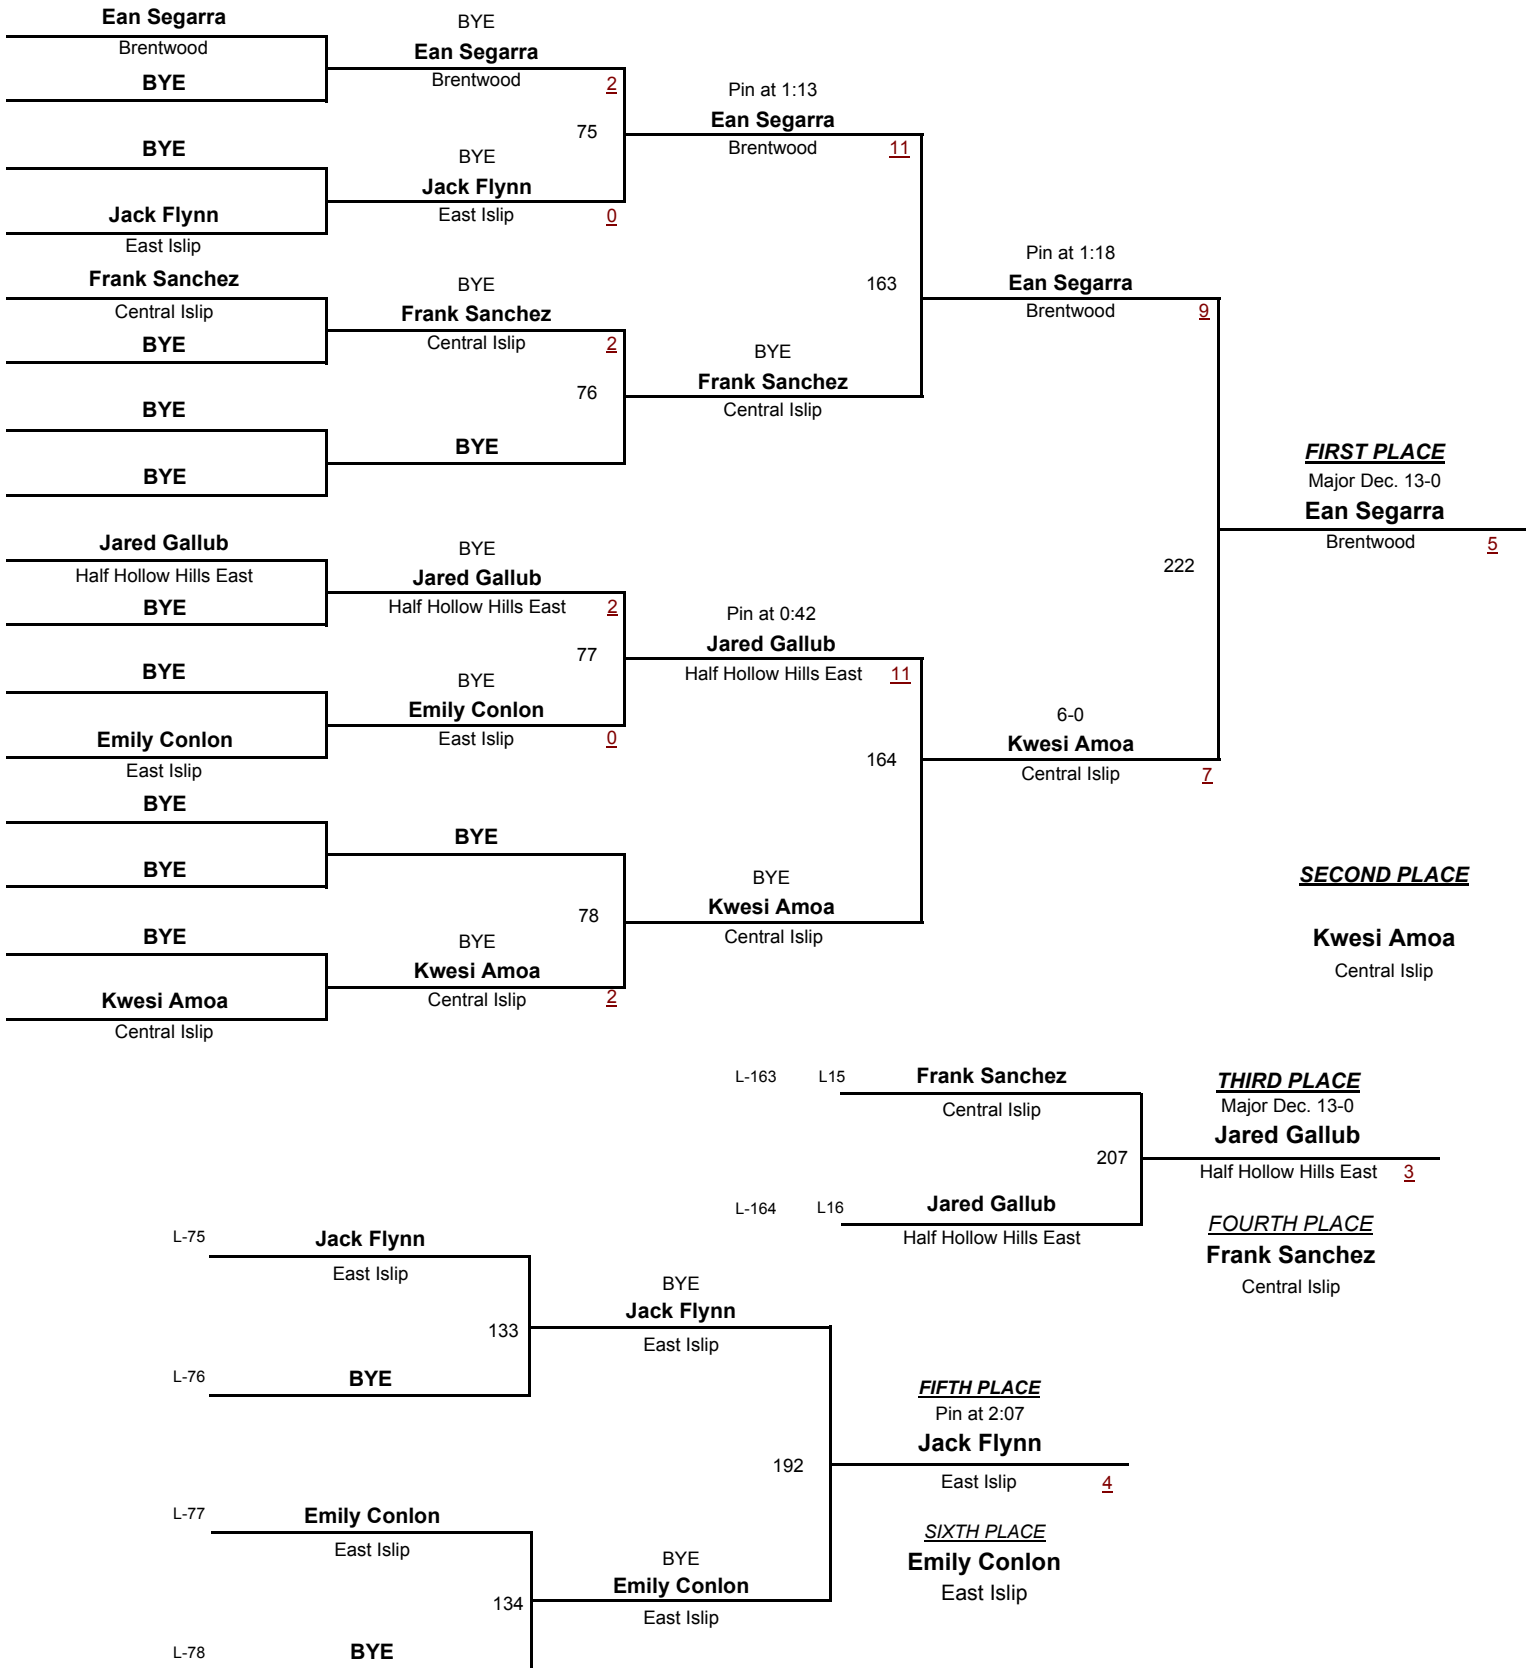 Ean Segarra
Brentwood
BYE
BYE
Jack Flynn
East Islip
Frank Sanchez
Central Islip
BYE
BYE
BYE
Jared Gallub
Half Hollow Hills East
BYE
BYE
Emily Conlon
East Islip
BYE
BYE
BYE
Kwesi Amoa
Central Islip
BYE
Ean Segarra
Brentwood 2
75
BYE
Jack Flynn
East Islip 0
BYE
Frank Sanchez
Central Islip 2
76
BYE
BYE
Jared Gallub
Half Hollow Hills East 2
77
BYE
Emily Conlon
East Islip 0
BYE
78
BYE
Kwesi Amoa
Central Islip 2
Pin at 1:13
Ean Segarra
Brentwood 11
163
BYE
Frank Sanchez
Central Islip
Pin at 0:42
Jared Gallub
Half Hollow Hills East 11
164
BYE
Kwesi Amoa
Central Islip
Pin at 1:18
Ean Segarra
Brentwood 9
222
6-0
Kwesi Amoa
Central Islip 7
FIRST PLACE
Major Dec. 13-0
Ean Segarra
Brentwood 5
SECOND PLACE
Kwesi Amoa
Central Islip
L-163 L15 Frank Sanchez
Central Islip
207
L-164 L16 Jared Gallub
Half Hollow Hills East
THIRD PLACE
Major Dec. 13-0
Jared Gallub
Half Hollow Hills East 3
FOURTH PLACE
Frank Sanchez
Central Islip
L-75 Jack Flynn
East Islip
133
L-76 BYE
L-77 Emily Conlon
East Islip
134
L-78 BYE
BYE
Jack Flynn
East Islip
192
BYE
Emily Conlon
East Islip
FIFTH PLACE
Pin at 2:07
Jack Flynn
East Islip 4
SIXTH PLACE
Emily Conlon
East Islip